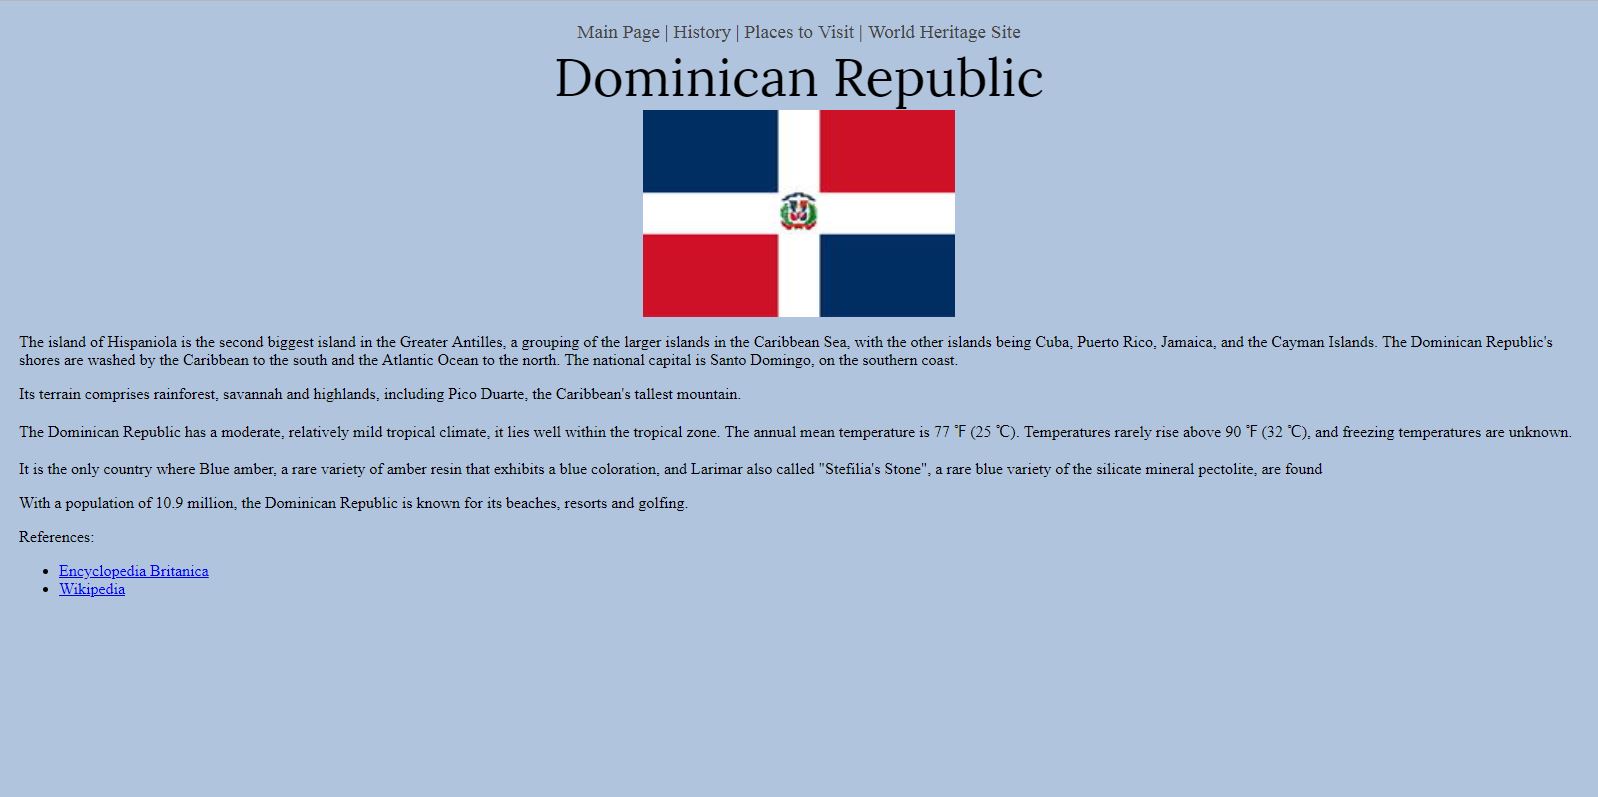 Main Page | History | Places to Visit | World Heritage Site
Dominican Republic
The island of Hispaniola is the second biggest island in the Greater Antilles, a grouping of the larger islands in the Caribbean Sea, with the other islands being Cuba, Puerto Rico, Jamaica, and the Cayman Islands. The Dominican Republic's
shores are washed by the Caribbean to the south and the Atlantic Ocean to the north. The national capital is Santo Domingo, on the southern coast.
Its terrain comprises rainforest, savannah and highlands, including Pico Duarte, the Caribbean's tallest mountain.
The Dominican Republic has a moderate, relatively mild tropical climate, it lies well within the tropical zone. The annual mean temperature is 77 ℉ (25 ℃). Temperatures rarely rise above 90 ℉ (32 ℃), and freezing temperatures are unknown.
It is the only country where Blue amber, a rare variety of amber resin that exhibits a blue coloration, and Larimar also called "Stefilia's Stone", a rare blue variety of the silicate mineral pectolite, are found
With a population of 10.9 million, the Dominican Republic is known for its beaches, resorts and golfing.
References:
• Encyclopedia Britanica
• Wikipedia